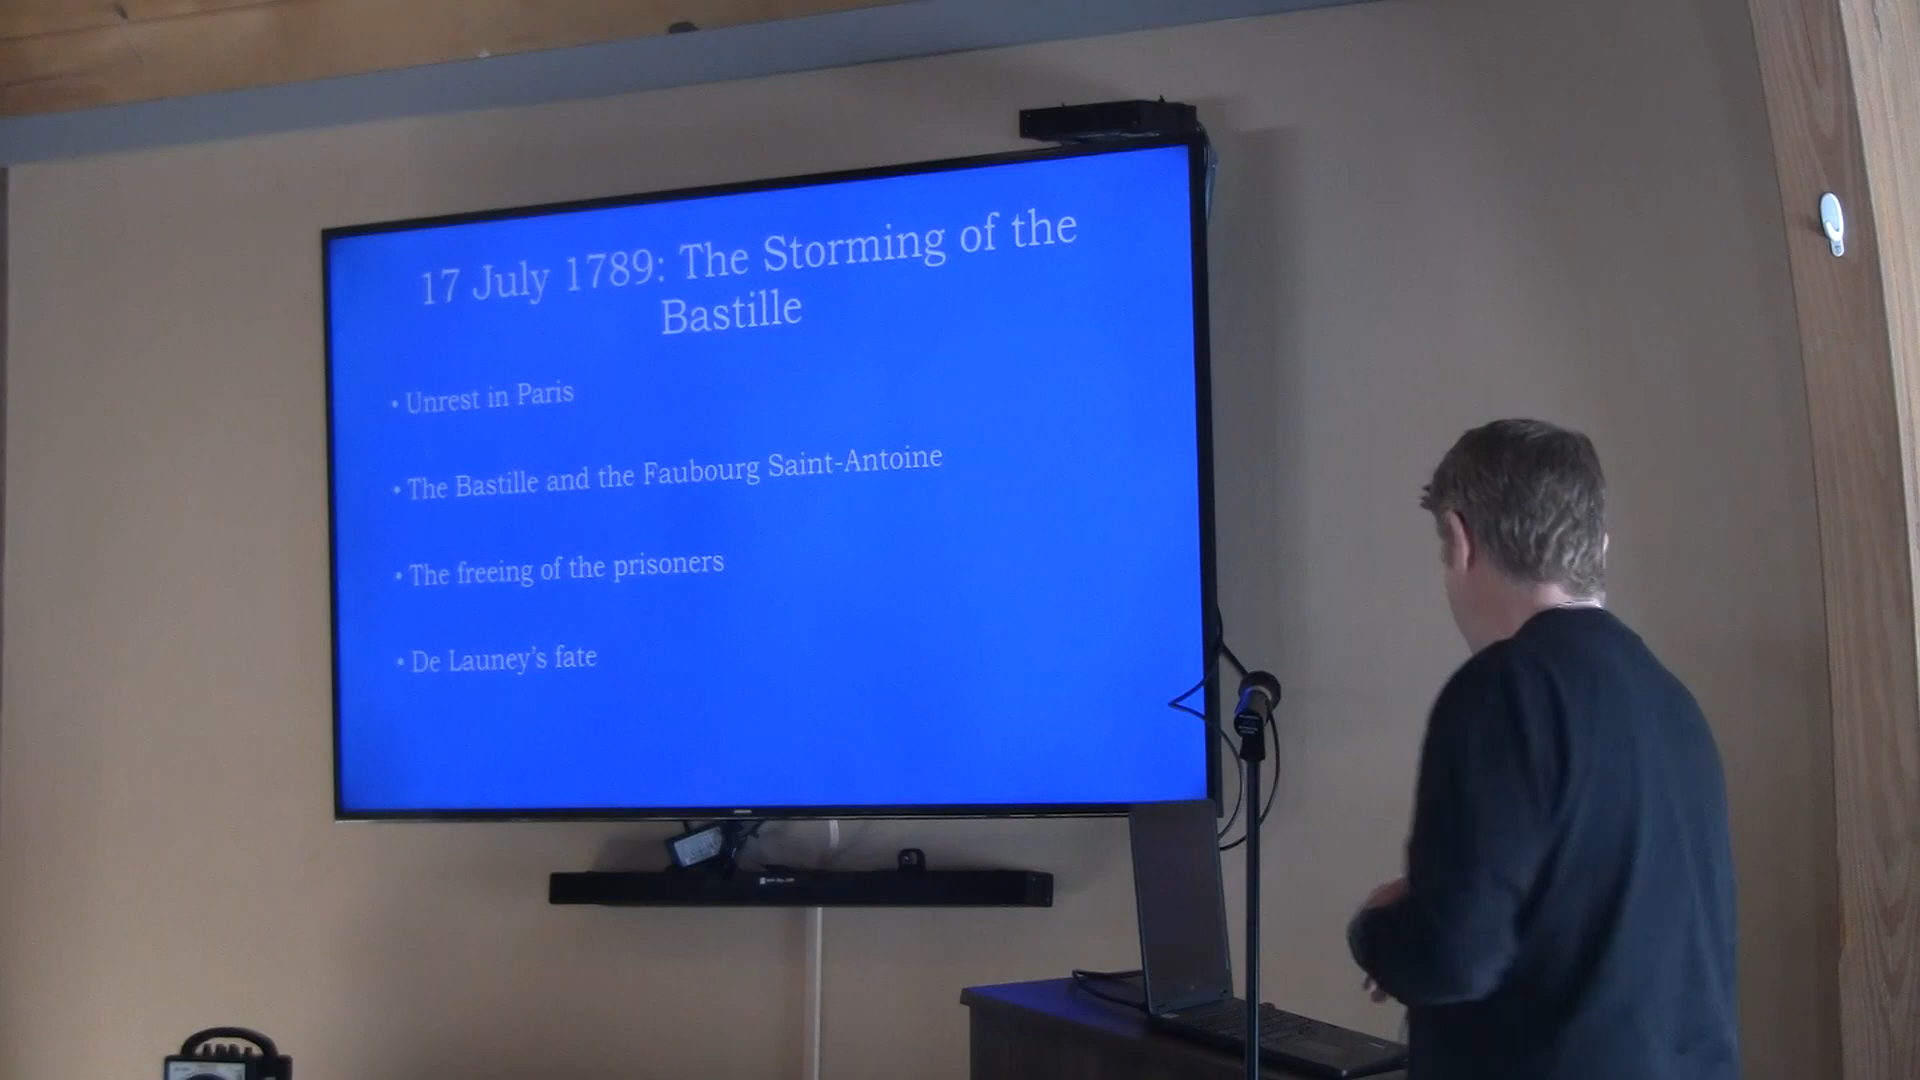 17 July 1789: The Storming of the
Bastille
• Unrest in Paris
• The Bastille and the Faubourg Saint-Antoine
• The freeing of the prisoners
• De Launey's fate